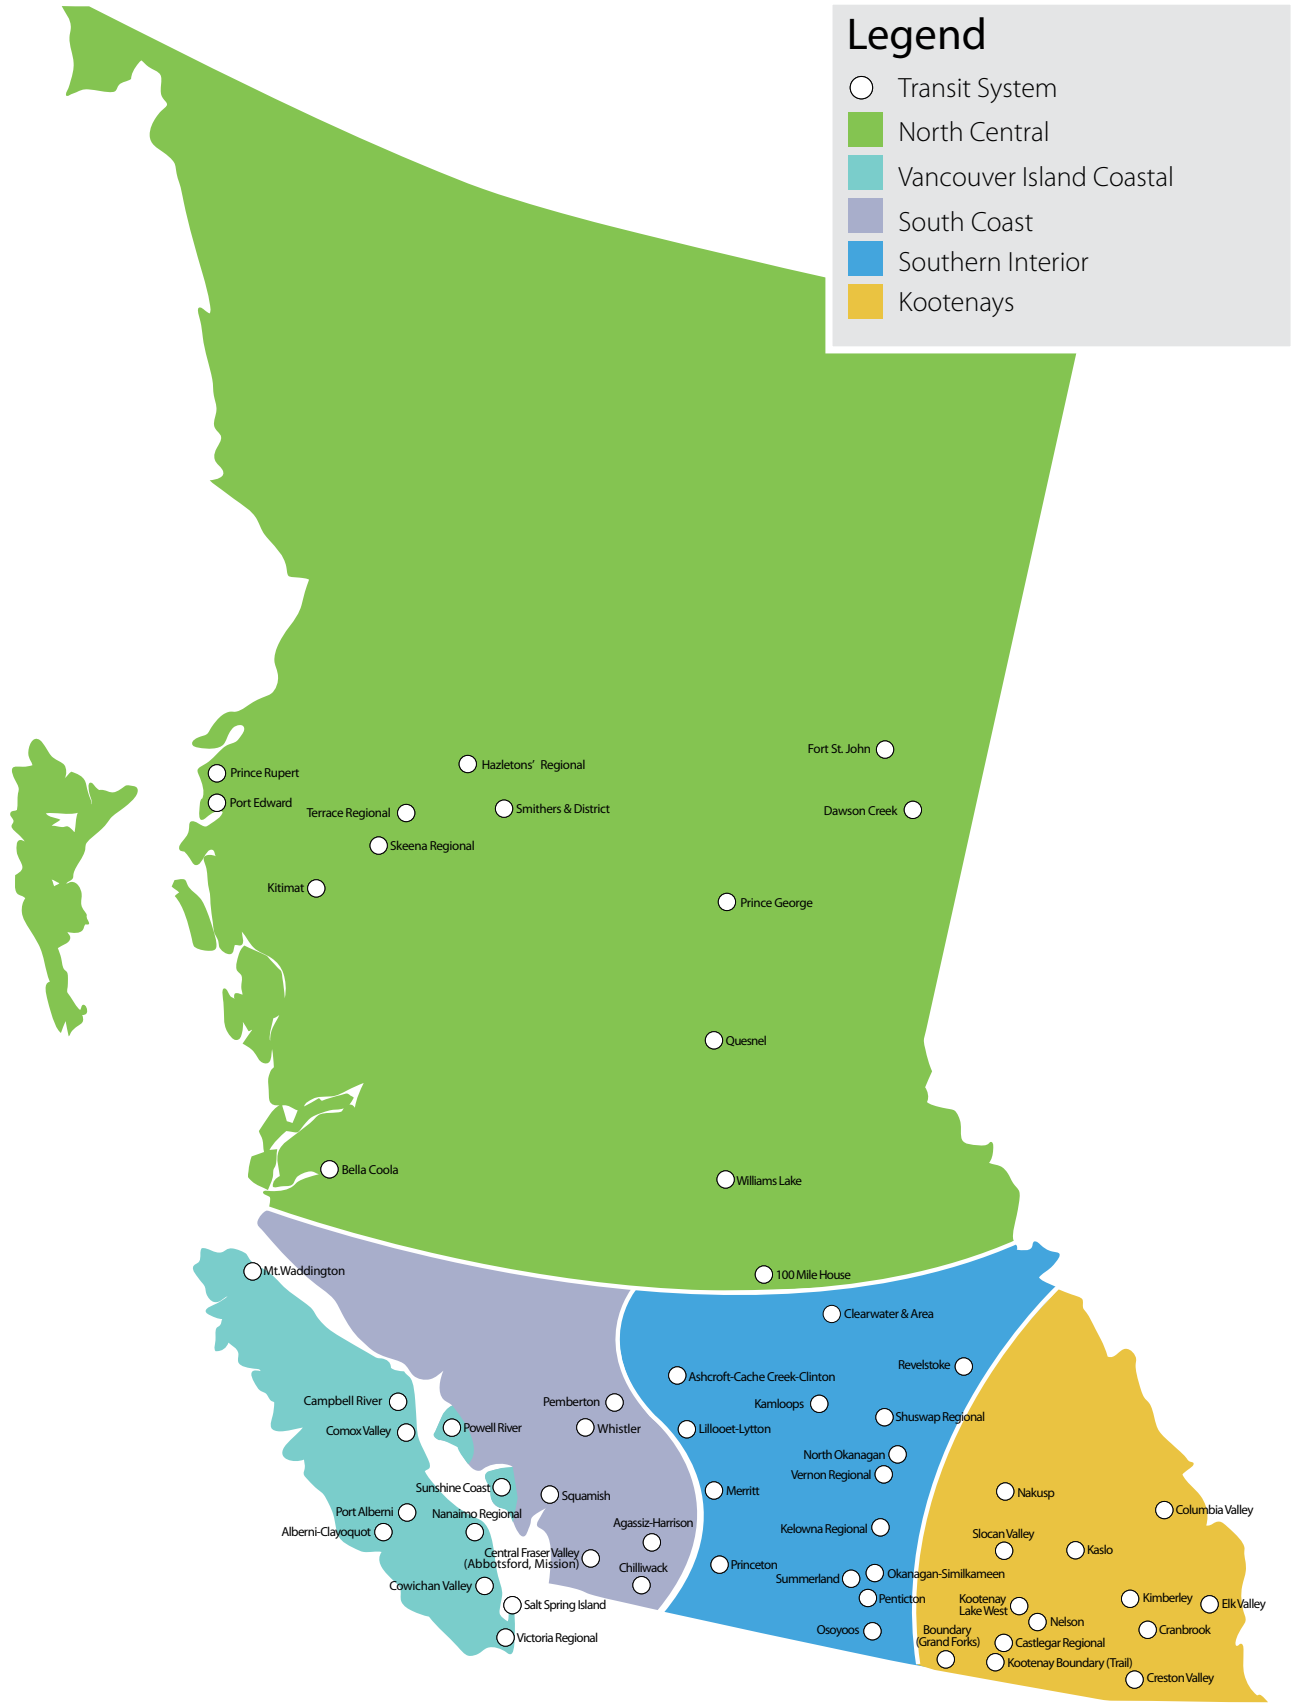 Legend
Transit System
North Central
Vancouver Island Coastal
South Coast
Southern Interior
Kootenays
Fort St. John
Hazletons' Regional
Prince Rupert
Port Edward
Smithers & District
Terrace Regional
Dawson Creek
Skeena Regional
Kitimat
Prince George
Quesnel
Bella Coola
Williams Lake
Mt.Waddington
100 Mile House
Clearwater & Area
Revelstoke
Ashcroft-Cache Creek-Clinton
Campbell River
Pemberton
Kamloops
Shuswap Regional
Comox Valley
Powell River
Whistler
Lillooet-Lytton
North Okanagan
Vernon Regional
Sunshine Coast
Squamish
Merritt
Nakusp
Columbia Valley
Port Alberni
Nanaimo Regional
Alberni-Clayoquot
Agassiz-Harrison
Kelowna Regional
Slocan Valley
Kaslo
Central Fraser Valley
(Abbotsford, Mission)
Chilliwack
Princeton
Summerland
Okanagan-Similkameen
Cowichan Valley
Penticton
Kootenay
Lake West
Kimberley
Elk Valley
Salt Spring Island
Nelson
Osoyoos
Boundary
(Grand Forks)
Cranbrook
Victoria Regional
Castlegar Regional
Kootenay Boundary (Trail)
Creston Valley